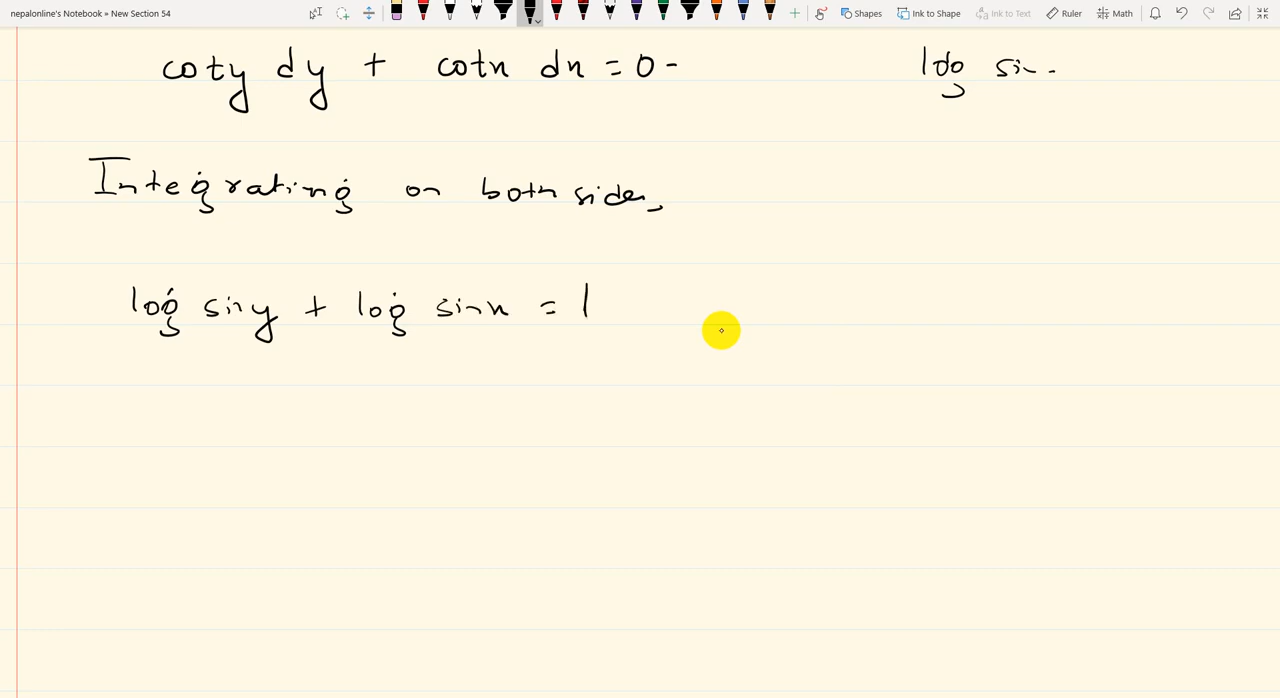 nepalonline's Notebook » New Section 54
Shapes Ink to Shape Ink to Text Ruler Math
coty dy + cotx dx = 0 -
log sin.
Integrating on both sides,
log siny + log sinx = l